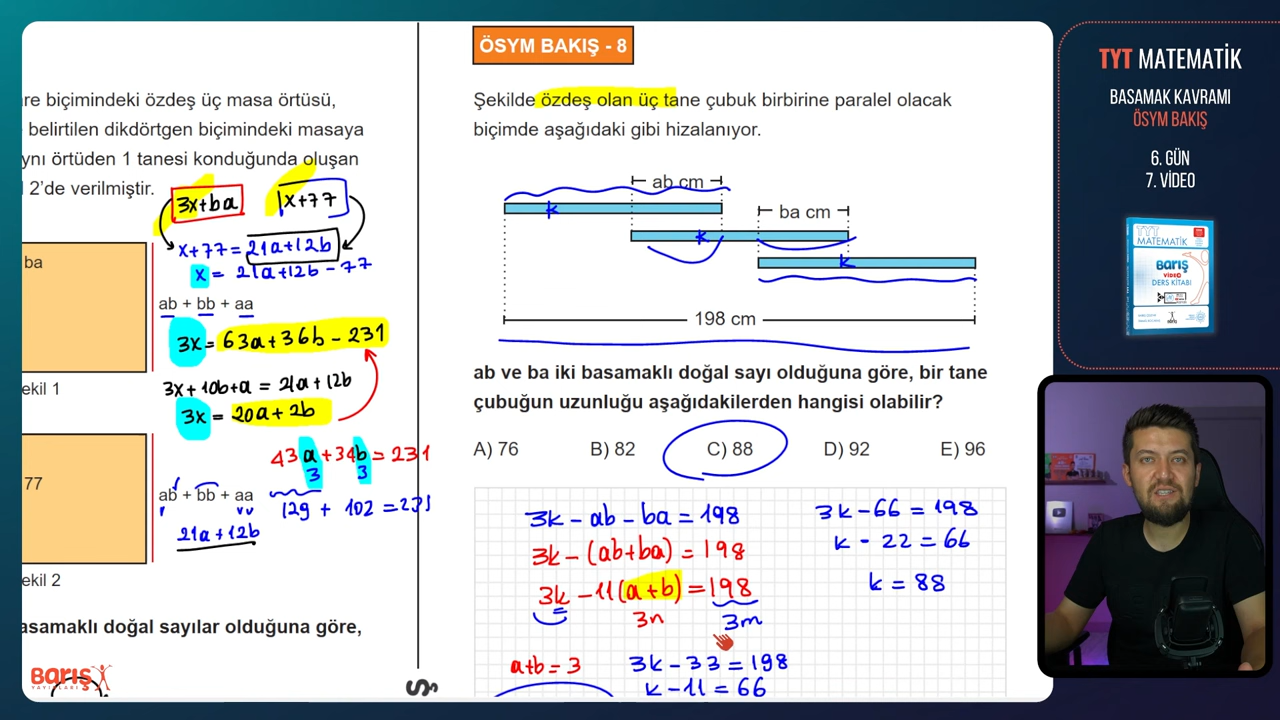 are biçimindeki özdeş üç masa örtüsü,
belirtilen dikdörtgen biçimindeki masaya
ynı örtüden 1 tanesi konduğunda oluşan
2'de verilmiştir.
3x+ba
x+77
x+77 = 21a+12b
x = 21a+12b-77
ba
ab + bb + aa
3x = 63a+36b-231
3x+10b+a = 21a+12b
ekil 1
3x = 20a+2b
43a+34b = 231
3 3
77
ab + bb + aa
129 + 102 = 231
21a+12b
ekil 2
asamaklı doğal sayılar olduğuna göre,
BARIŞ
YAYINLARI
ÖSYM BAKIŞ - 8
Şekilde özdeş olan üç tane çubuk birbirine paralel olacak
biçimde aşağıdaki gibi hizalanıyor.
ab cm
k
ba cm
k
k
198 cm
ab ve ba iki basamaklı doğal sayı olduğuna göre, bir tane
çubuğun uzunluğu aşağıdakilerden hangisi olabilir?
A) 76 B) 82 C) 88 D) 92 E) 96
3k - ab - ba = 198
3k - (ab+ba) = 198
3k - 11(a+b) = 198
3n 3m
a+b = 3
3k - 33 = 198
k - 11 = 66
3k - 66 = 198
k - 22 = 66
k = 88
Ş
TYT MATEMATİK
BASAMAK KAVRAMI
ÖSYM BAKIŞ
6. GÜN
7. VİDEO
TYT
MATEMATİK
BARIŞ
VİDEO
DERS KİTABI